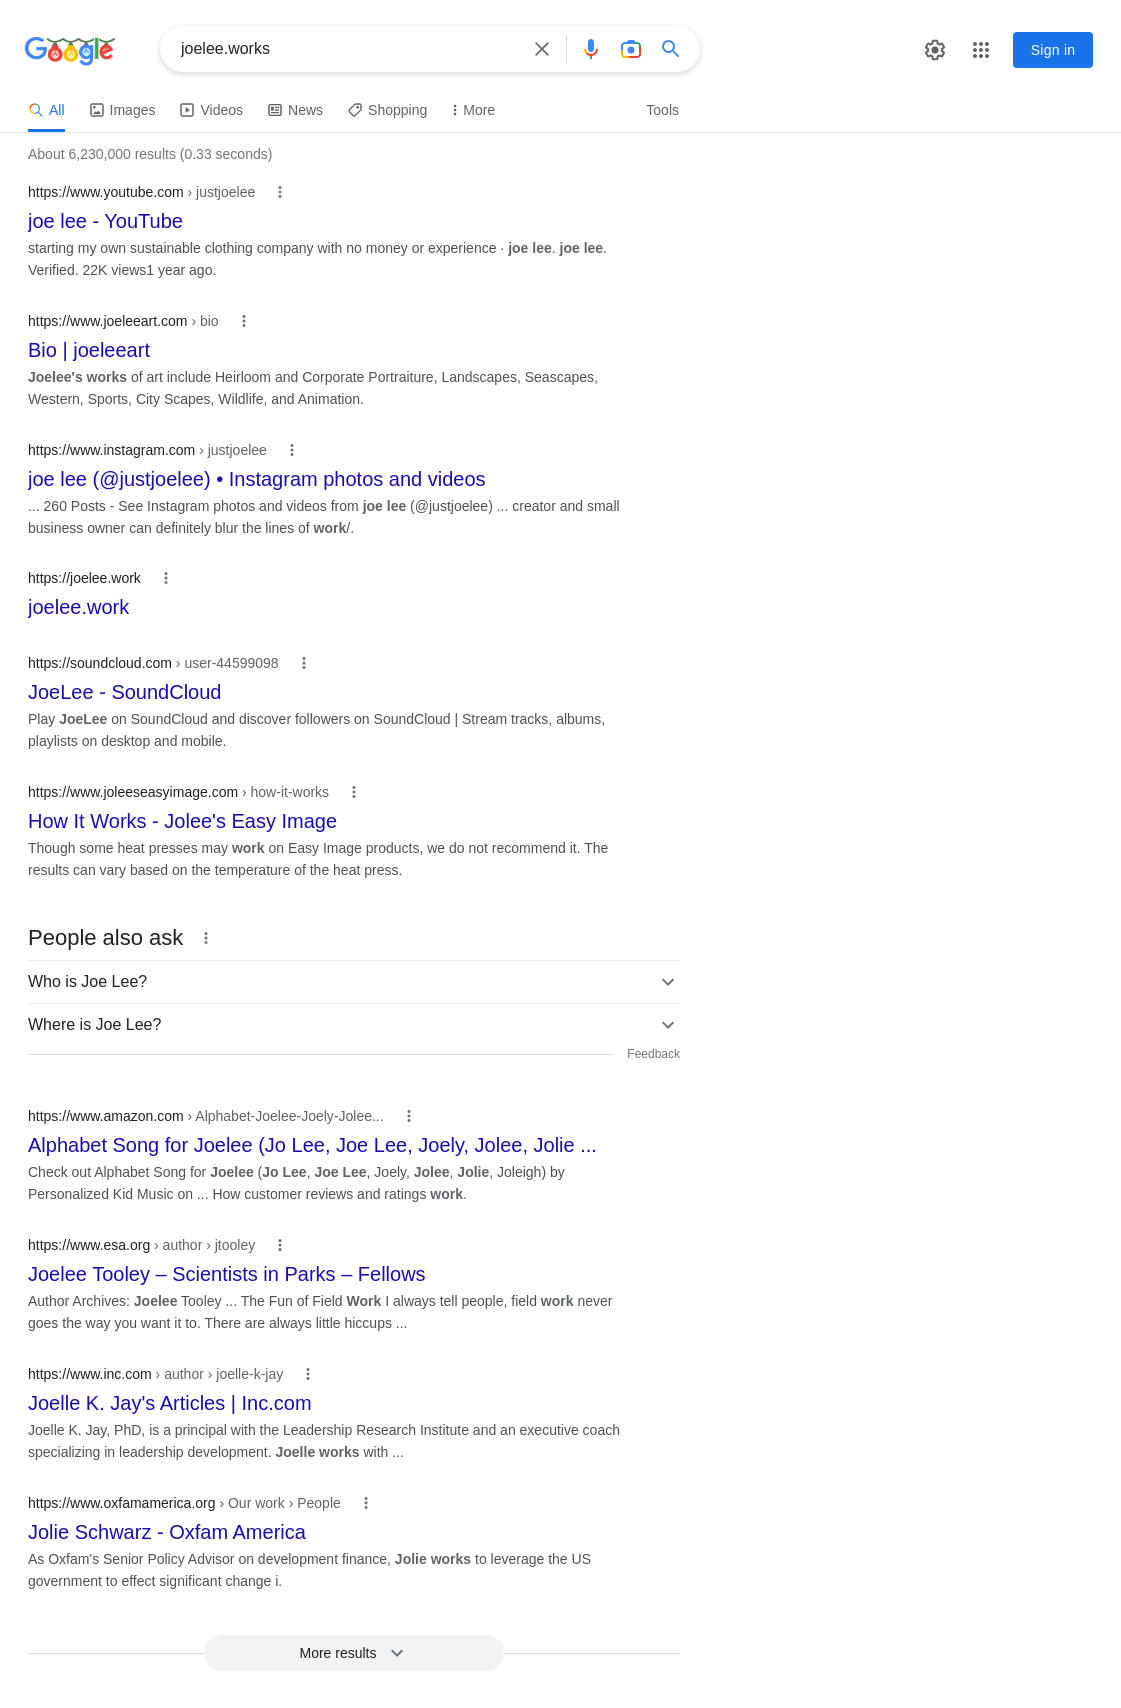 Google
joelee.works
Sign in
All
Images
Videos
News
Shopping
More
Tools
About 6,230,000 results (0.33 seconds)
https://www.youtube.com › justjoelee
joe lee - YouTube
starting my own sustainable clothing company with no money or experience · joe lee. joe lee.
Verified. 22K views1 year ago.
https://www.joeleeart.com › bio
Bio | joeleeart
Joelee's works of art include Heirloom and Corporate Portraiture, Landscapes, Seascapes,
Western, Sports, City Scapes, Wildlife, and Animation.
https://www.instagram.com › justjoelee
joe lee (@justjoelee) • Instagram photos and videos
... 260 Posts - See Instagram photos and videos from joe lee (@justjoelee) ... creator and small
business owner can definitely blur the lines of work/.
https://joelee.work
joelee.work
https://soundcloud.com › user-44599098
JoeLee - SoundCloud
Play JoeLee on SoundCloud and discover followers on SoundCloud | Stream tracks, albums,
playlists on desktop and mobile.
https://www.joleeseasyimage.com › how-it-works
How It Works - Jolee's Easy Image
Though some heat presses may work on Easy Image products, we do not recommend it. The
results can vary based on the temperature of the heat press.
People also ask
Who is Joe Lee?
Where is Joe Lee?
Feedback
https://www.amazon.com › Alphabet-Joelee-Joely-Jolee...
Alphabet Song for Joelee (Jo Lee, Joe Lee, Joely, Jolee, Jolie ...
Check out Alphabet Song for Joelee (Jo Lee, Joe Lee, Joely, Jolee, Jolie, Joleigh) by
Personalized Kid Music on ... How customer reviews and ratings work.
https://www.esa.org › author › jtooley
Joelee Tooley – Scientists in Parks – Fellows
Author Archives: Joelee Tooley ... The Fun of Field Work I always tell people, field work never
goes the way you want it to. There are always little hiccups ...
https://www.inc.com › author › joelle-k-jay
Joelle K. Jay's Articles | Inc.com
Joelle K. Jay, PhD, is a principal with the Leadership Research Institute and an executive coach
specializing in leadership development. Joelle works with ...
https://www.oxfamamerica.org › Our work › People
Jolie Schwarz - Oxfam America
As Oxfam's Senior Policy Advisor on development finance, Jolie works to leverage the US
government to effect significant change i.
More results